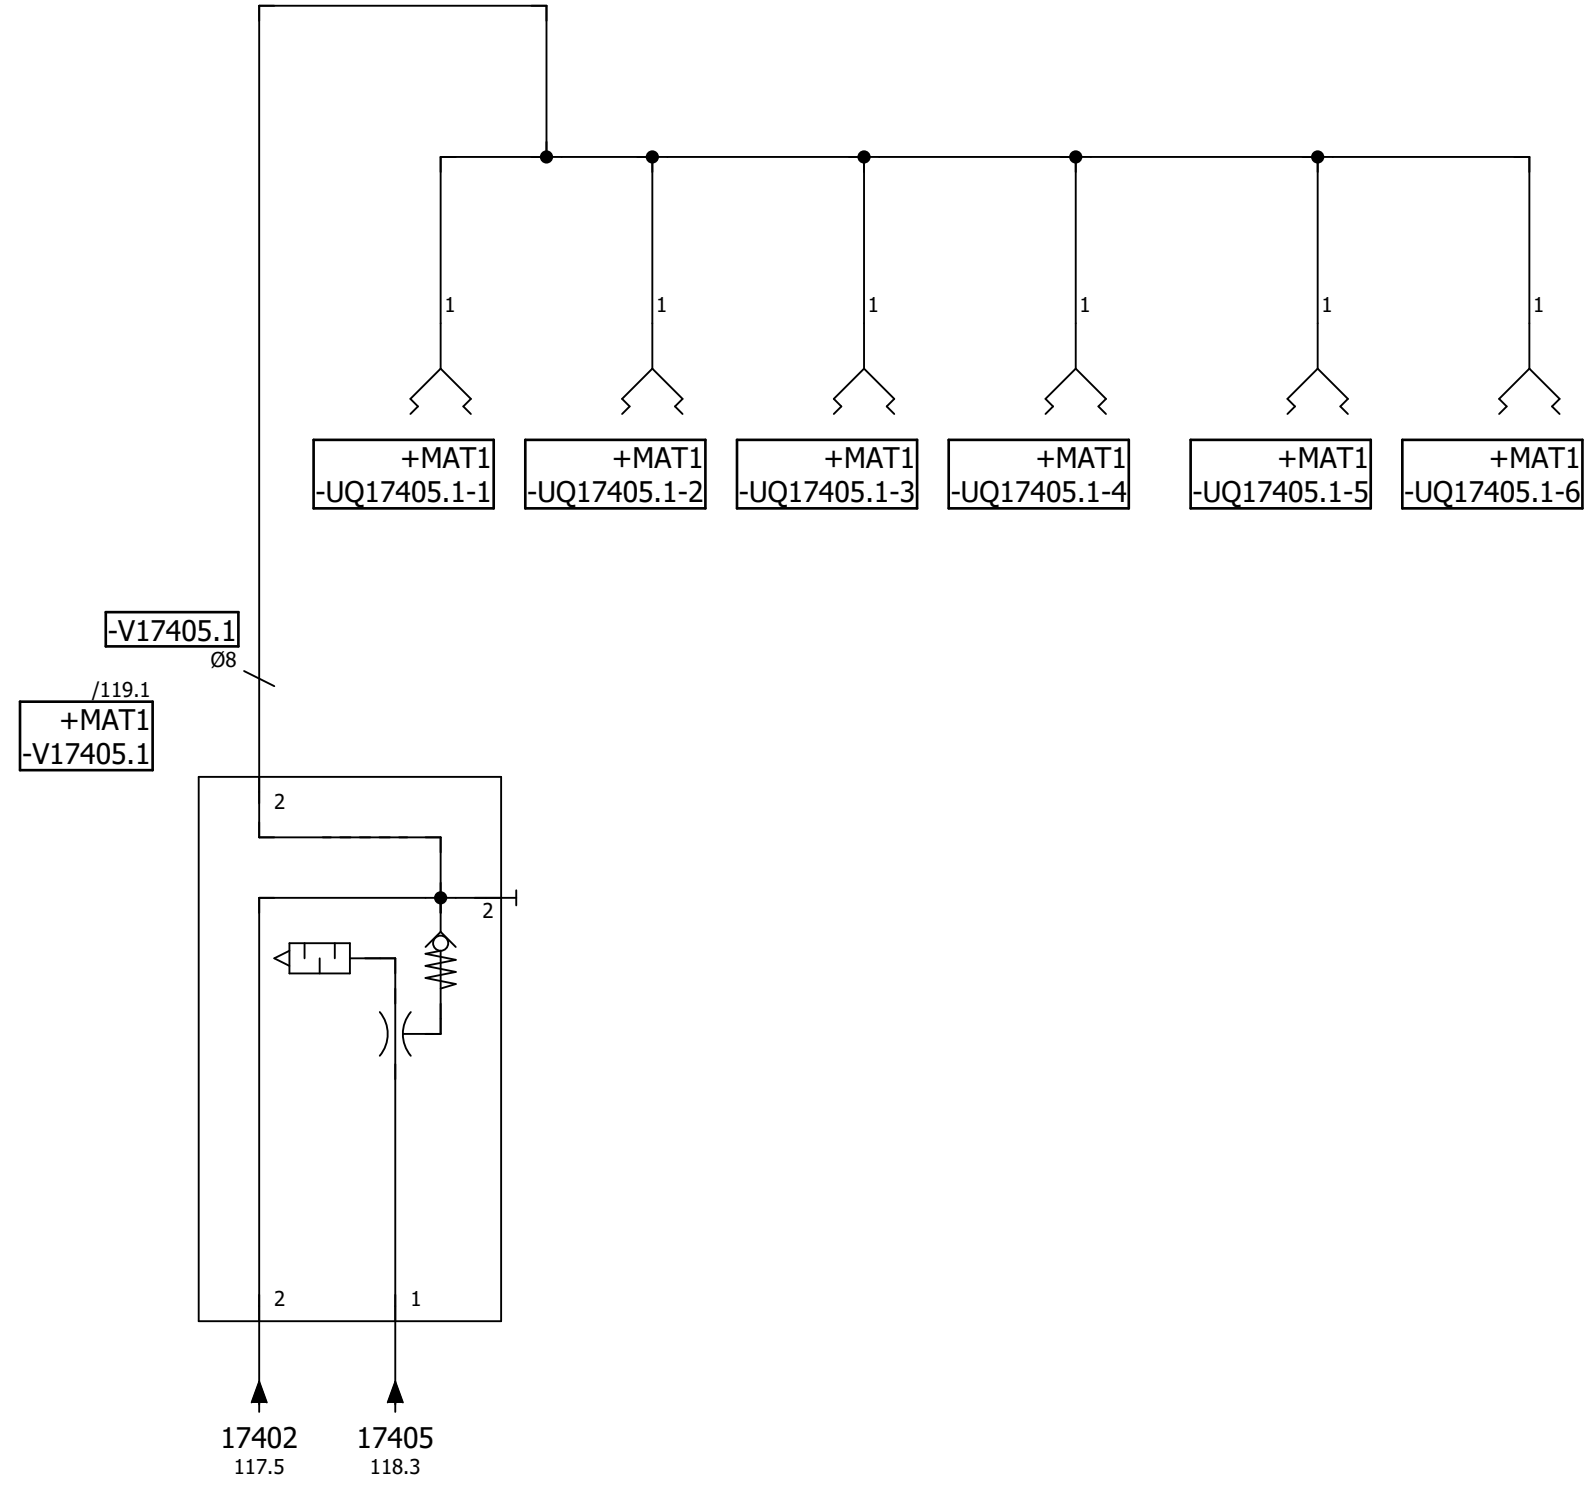 1
1
1
1
1
1
+MAT1
-UQ17405.1-1
+MAT1
-UQ17405.1-2
+MAT1
-UQ17405.1-3
+MAT1
-UQ17405.1-4
+MAT1
-UQ17405.1-5
+MAT1
-UQ17405.1-6
-V17405.1
Ø8
/119.1
+MAT1
-V17405.1
2
2
2
1
17402
117.5
17405
118.3